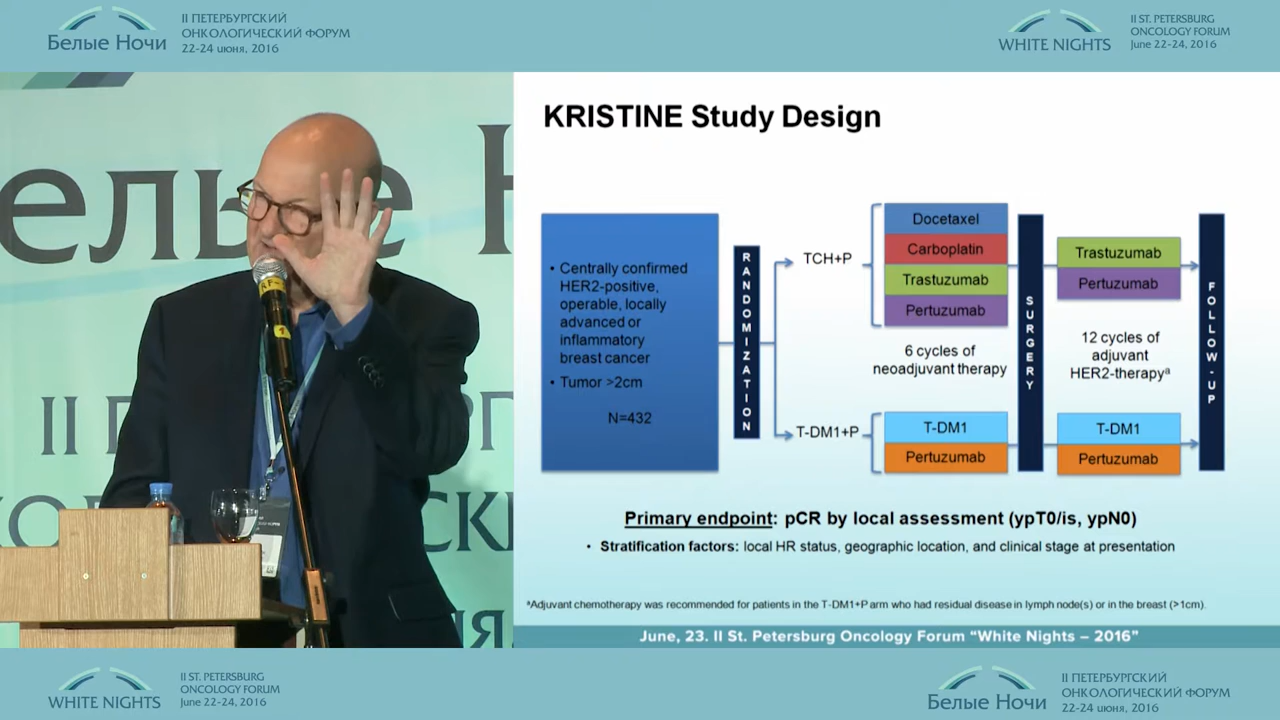 Белые Ночи
II ПЕТЕРБУРГСКИЙ
ОНКОЛОГИЧЕСКИЙ ФОРУМ
22-24 июня, 2016
WHITE NIGHTS
II ST. PETERSBURG
ONCOLOGY FORUM
June 22-24, 2016
KRISTINE Study Design
• Centrally confirmed
HER2-positive,
operable, locally
advanced or
inflammatory
breast cancer
• Tumor >2cm
N=432
RANDOMIZATION
TCH+P
T-DM1+P
Docetaxel
Carboplatin
Trastuzumab
Pertuzumab
6 cycles of
neoadjuvant therapy
T-DM1
Pertuzumab
SURGERY
Trastuzumab
Pertuzumab
12 cycles of
adjuvant
HER2-therapyᵃ
T-DM1
Pertuzumab
FOLLOW-UP
Primary endpoint: pCR by local assessment (ypT0/is, ypN0)
• Stratification factors: local HR status, geographic location, and clinical stage at presentation
ᵃAdjuvant chemotherapy was recommended for patients in the T-DM1+P arm who had residual disease in lymph node(s) or in the breast (>1cm).
June, 23. II St. Petersburg Oncology Forum “White Nights – 2016”
WHITE NIGHTS
II ST. PETERSBURG
ONCOLOGY FORUM
June 22-24, 2016
Белые Ночи
II ПЕТЕРБУРГСКИЙ
ОНКОЛОГИЧЕСКИЙ ФОРУМ
22-24 июня, 2016